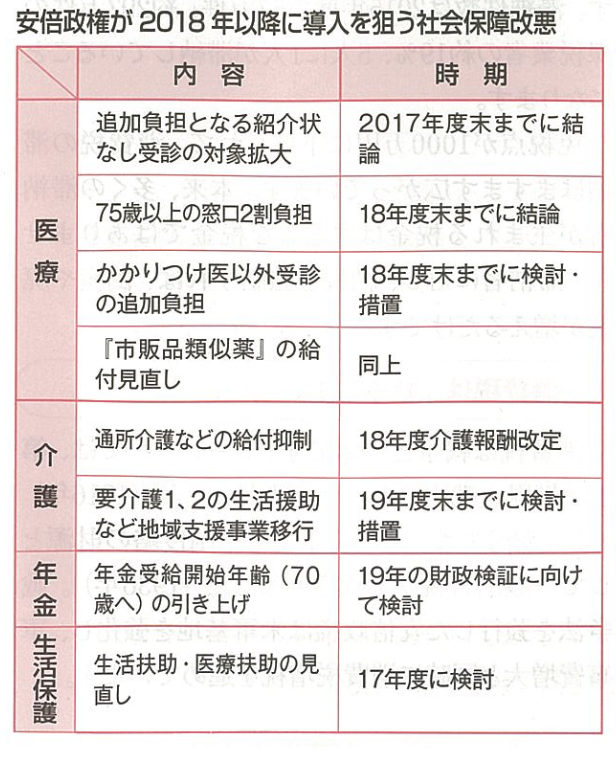 安倍政権が2018年以降に導入を狙う社会保障改悪
内容
時期
医療
追加負担となる紹介状
なし受診の対象拡大
2017年度末までに結
論
75歳以上の窓口2割負担
18年度末までに結論
かかりつけ医以外受診
の追加負担
18年度末までに検討・
措置
『市販品類似薬』の給
付見直し
同上
介護
通所介護などの給付抑制
18年度介護報酬改定
要介護1、2の生活援助
など地域支援事業移行
19年度末までに検討・
措置
年金
年金受給開始年齢（70
歳へ）の引き上げ
19年の財政検証に向け
て検討
生活保護
生活扶助・医療扶助の見
直し
17年度に検討